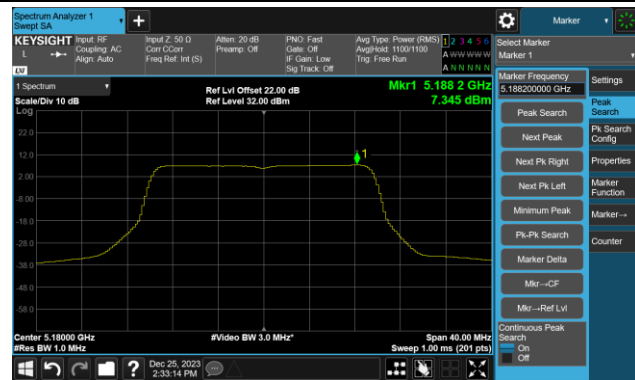 Spectrum Analyzer 1
Swept SA
Marker
KEYSIGHT
L
LXI
Input: RF
Coupling: AC
Align: Auto
Input Z: 50 Ω
Corr CCorr
Freq Ref: Int (S)
Atten: 20 dB
Preamp: Off
PNO: Fast
Gate: Off
IF Gain: Low
Sig Track: Off
Avg Type: Power (RMS)
Avg|Hold: 1100/1100
Trig: Free Run
1 2 3 4 5 6
A W W W W W
A N N N N N
Select Marker
Marker 1
1 Spectrum
Scale/Div 10 dB
Log
Ref Lvl Offset 22.00 dB
Ref Level 32.00 dBm
Mkr1 5.188 2 GHz
7.345 dBm
22.0
12.0
2.00
-8.00
-18.0
-28.0
-38.0
-48.0
-58.0
1
Center 5.18000 GHz
#Res BW 1.0 MHz
#Video BW 3.0 MHz*
Span 40.00 MHz
Sweep 1.00 ms (201 pts)
Marker Frequency
5.188200000 GHz
Peak Search
Next Peak
Next Pk Right
Next Pk Left
Minimum Peak
Pk-Pk Search
Marker Delta
Mkr→CF
Mkr→Ref Lvl
Continuous Peak
Search
On
Off
Settings
Peak
Search
Pk Search
Config
Properties
Marker
Function
Marker→
Counter
?
Dec 25, 2023
2:33:14 PM